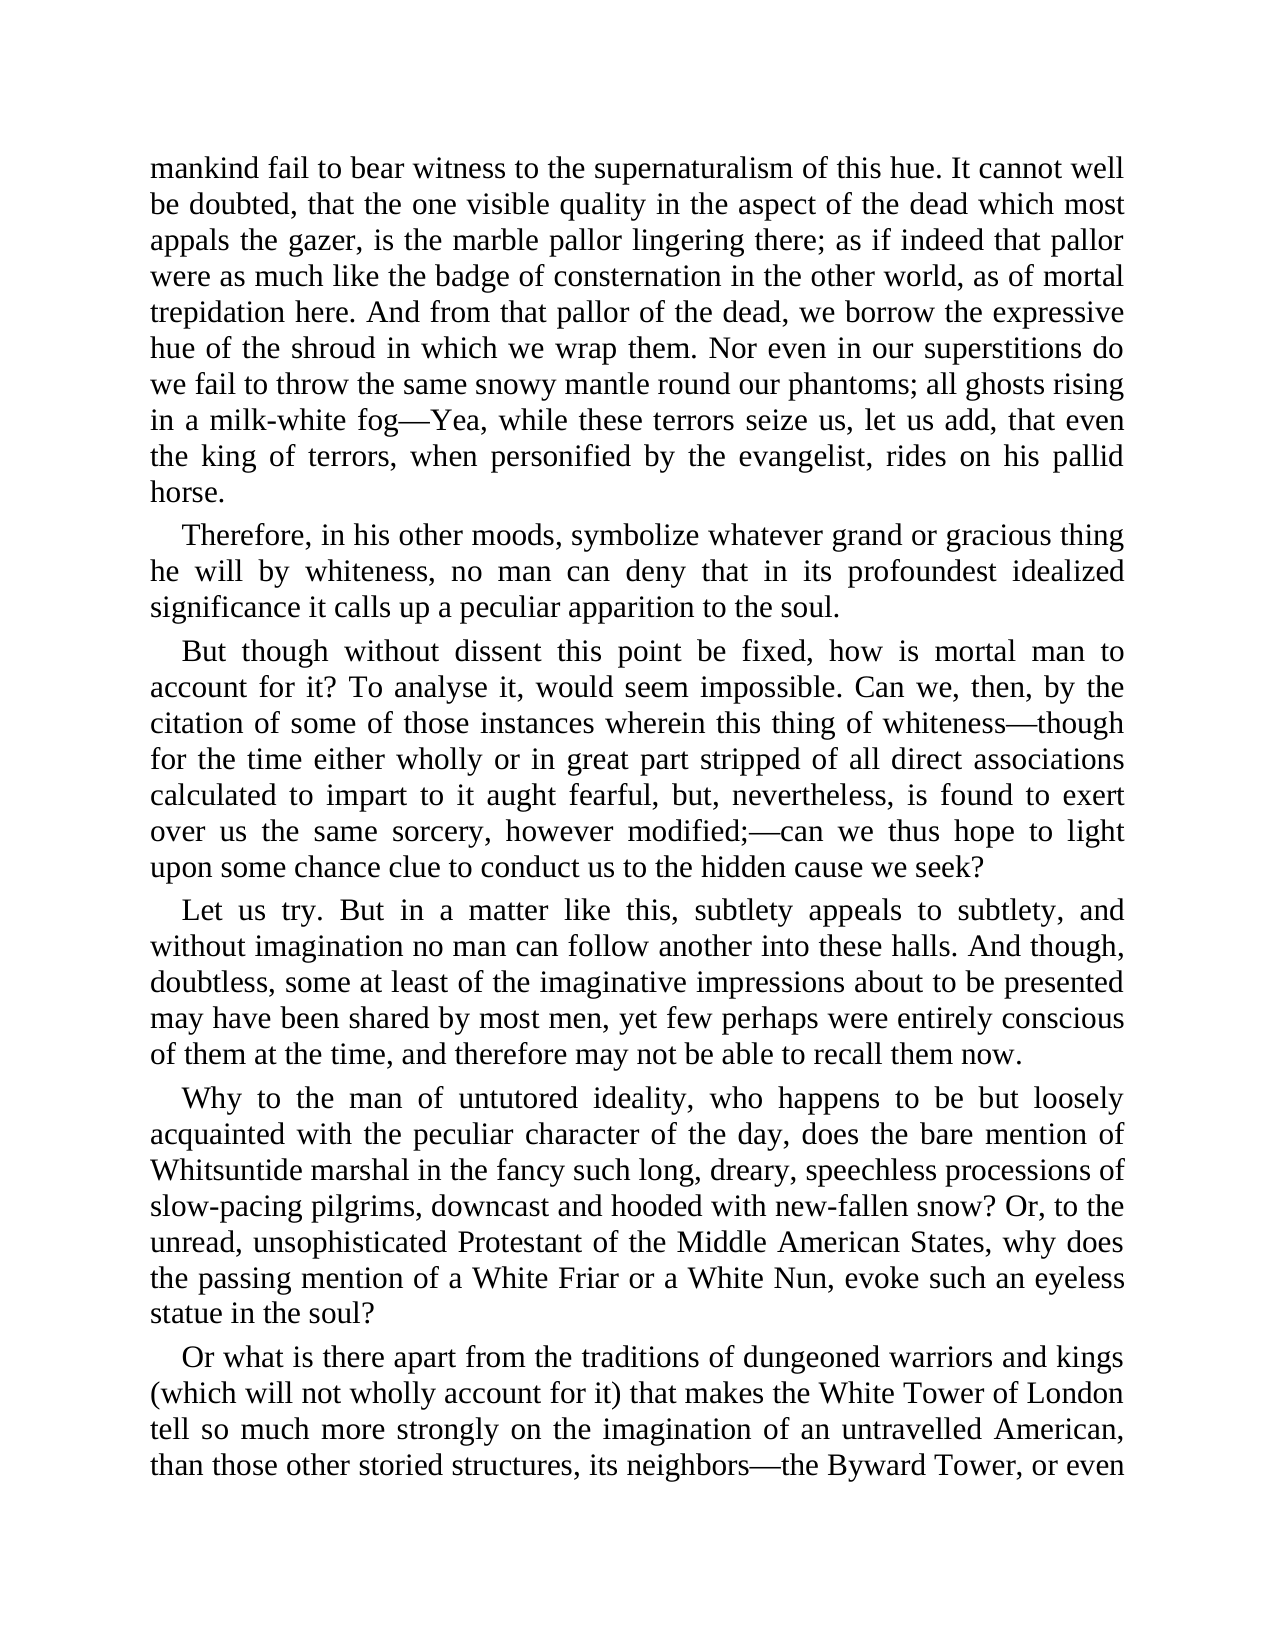 mankind fail to bear witness to the supernaturalism of this hue. It cannot well
be doubted, that the one visible quality in the aspect of the dead which most
appals the gazer, is the marble pallor lingering there; as if indeed that pallor
were as much like the badge of consternation in the other world, as of mortal
trepidation here. And from that pallor of the dead, we borrow the expressive
hue of the shroud in which we wrap them. Nor even in our superstitions do
we fail to throw the same snowy mantle round our phantoms; all ghosts rising
in a milk-white fog—Yea, while these terrors seize us, let us add, that even
the king of terrors, when personified by the evangelist, rides on his pallid
horse.
Therefore, in his other moods, symbolize whatever grand or gracious thing
he will by whiteness, no man can deny that in its profoundest idealized
significance it calls up a peculiar apparition to the soul.
But though without dissent this point be fixed, how is mortal man to
account for it? To analyse it, would seem impossible. Can we, then, by the
citation of some of those instances wherein this thing of whiteness—though
for the time either wholly or in great part stripped of all direct associations
calculated to impart to it aught fearful, but, nevertheless, is found to exert
over us the same sorcery, however modified;—can we thus hope to light
upon some chance clue to conduct us to the hidden cause we seek?
Let us try. But in a matter like this, subtlety appeals to subtlety, and
without imagination no man can follow another into these halls. And though,
doubtless, some at least of the imaginative impressions about to be presented
may have been shared by most men, yet few perhaps were entirely conscious
of them at the time, and therefore may not be able to recall them now.
Why to the man of untutored ideality, who happens to be but loosely
acquainted with the peculiar character of the day, does the bare mention of
Whitsuntide marshal in the fancy such long, dreary, speechless processions of
slow-pacing pilgrims, downcast and hooded with new-fallen snow? Or, to the
unread, unsophisticated Protestant of the Middle American States, why does
the passing mention of a White Friar or a White Nun, evoke such an eyeless
statue in the soul?
Or what is there apart from the traditions of dungeoned warriors and kings
(which will not wholly account for it) that makes the White Tower of London
tell so much more strongly on the imagination of an untravelled American,
than those other storied structures, its neighbors—the Byward Tower, or even